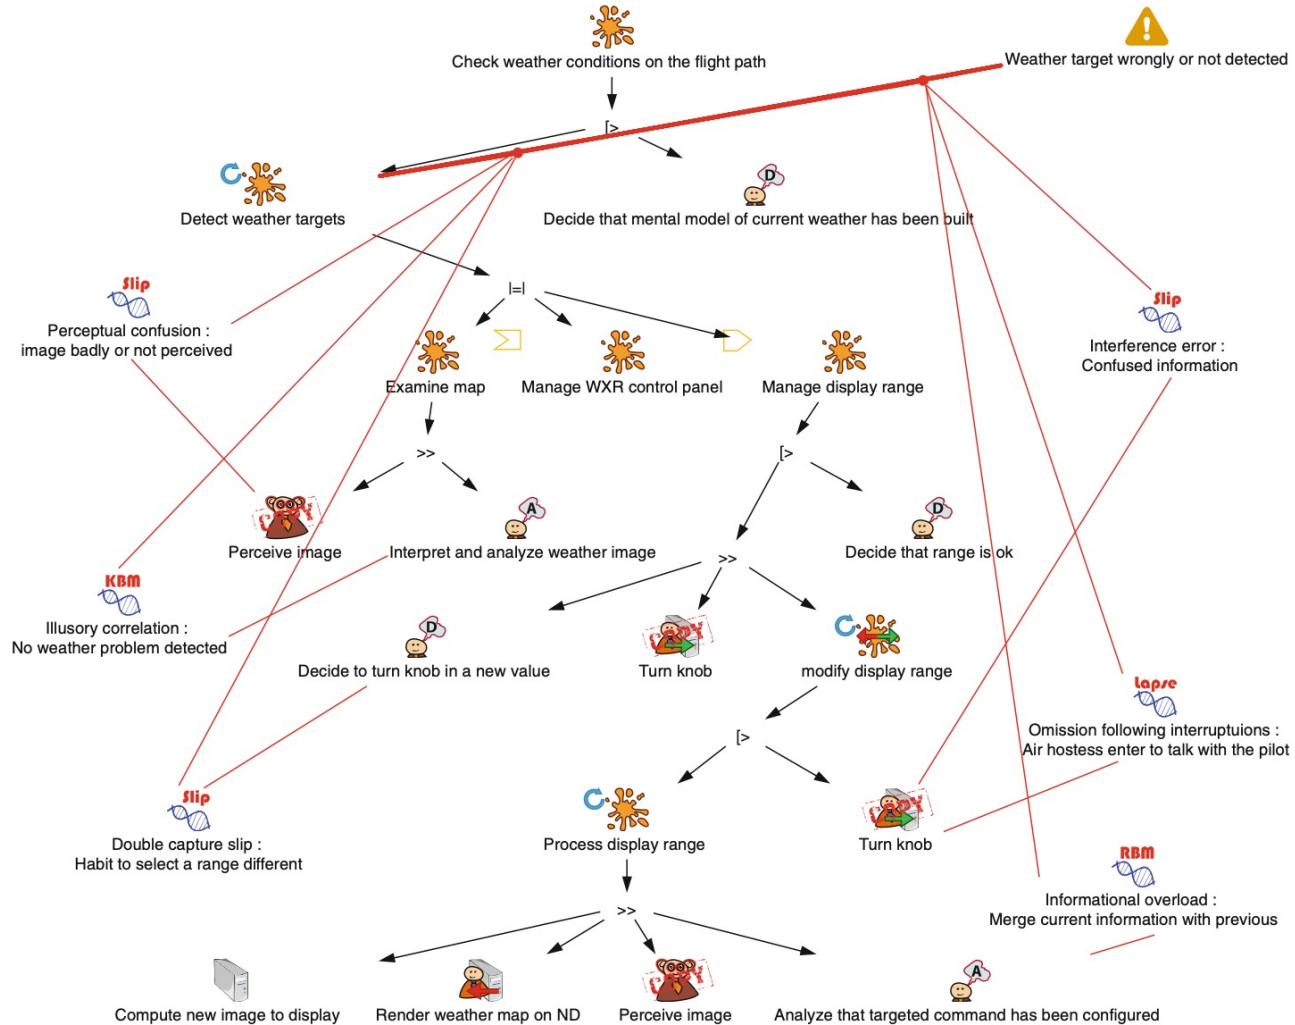 Check weather conditions on the flight path
Weather target wrongly or not detected
[>
D
Detect weather targets
Decide that mental model of current weather has been built
Slip
Perceptual confusion :
image badly or not perceived
|=|
Slip
Interference error :
Confused information
Examine map
Manage WXR control panel
Manage display range
>>
[>
COPY
Perceive image
A
Interpret and analyze weather image
D
Decide that range is ok
>>
KBM
Illusory correlation :
No weather problem detected
D
Decide to turn knob in a new value
COPY
Turn knob
modify display range
Lapse
Omission following interruptuions :
Air hostess enter to talk with the pilot
[>
Slip
Double capture slip :
Habit to select a range different
Process display range
COPY
Turn knob
RBM
Informational overload :
Merge current information with previous
>>
Compute new image to display
Render weather map on ND
COPY
Perceive image
A
Analyze that targeted command has been configured